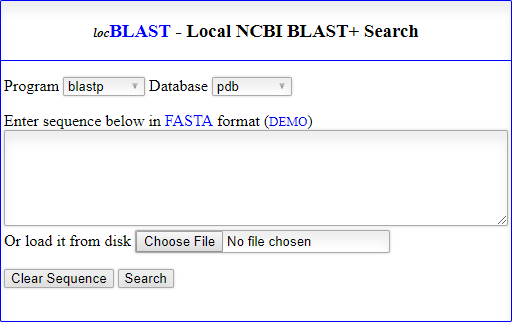 locBLAST - Local NCBI BLAST+ Search
Program blastp Database pdb
Enter sequence below in FASTA format (DEMO)
Or load it from disk Choose File No file chosen
Clear Sequence Search